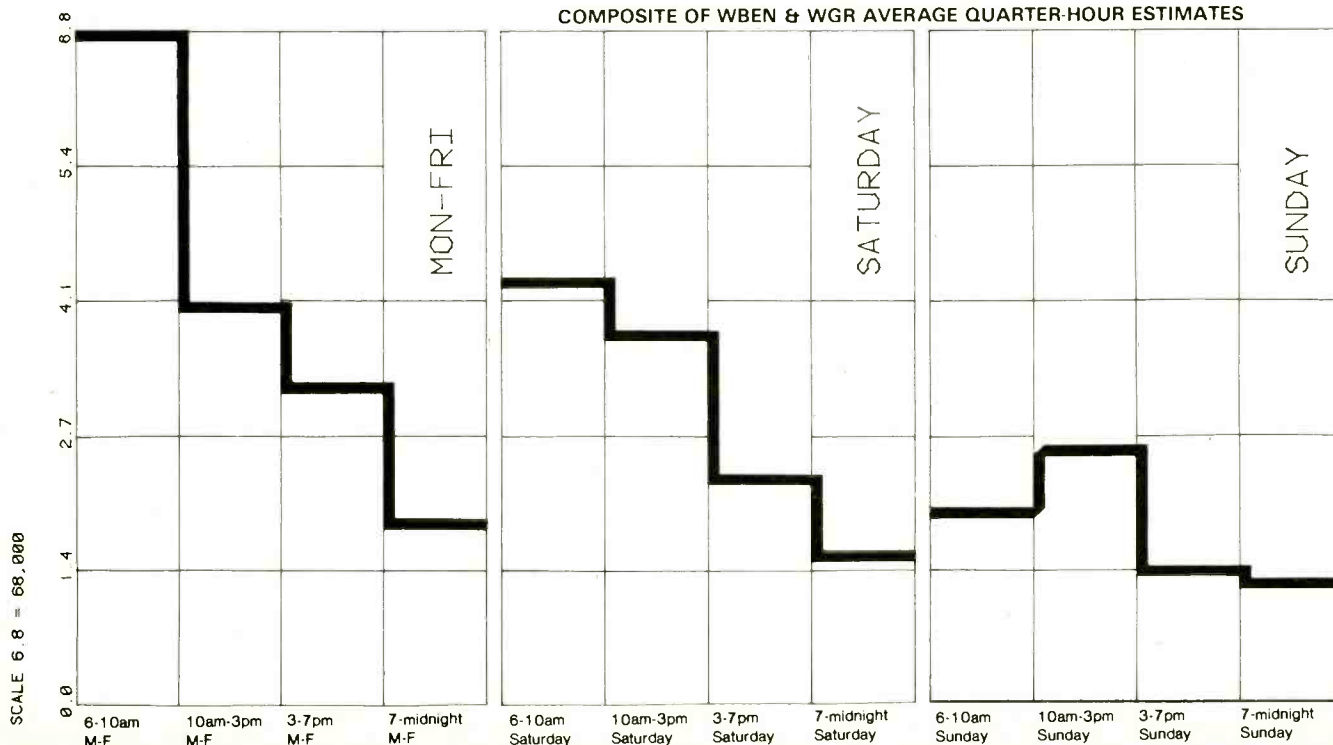 COMPOSITE OF WBEN & WGR AVERAGE QUARTER-HOUR ESTIMATES
6.8
5.4
4.1
2.7
1.4
0.0
SCALE 6.8 = 68,000
MON-FRI
SATURDAY
SUNDAY
6-10am 10am-3pm 3-7pm 7-midnight
M-F M-F M-F M-F
6-10am 10am-3pm 3-7pm 7-midnight
Saturday Saturday Saturday Saturday
6-10am 10am-3pm 3-7pm 7-midnight
Sunday Sunday Sunday Sunday